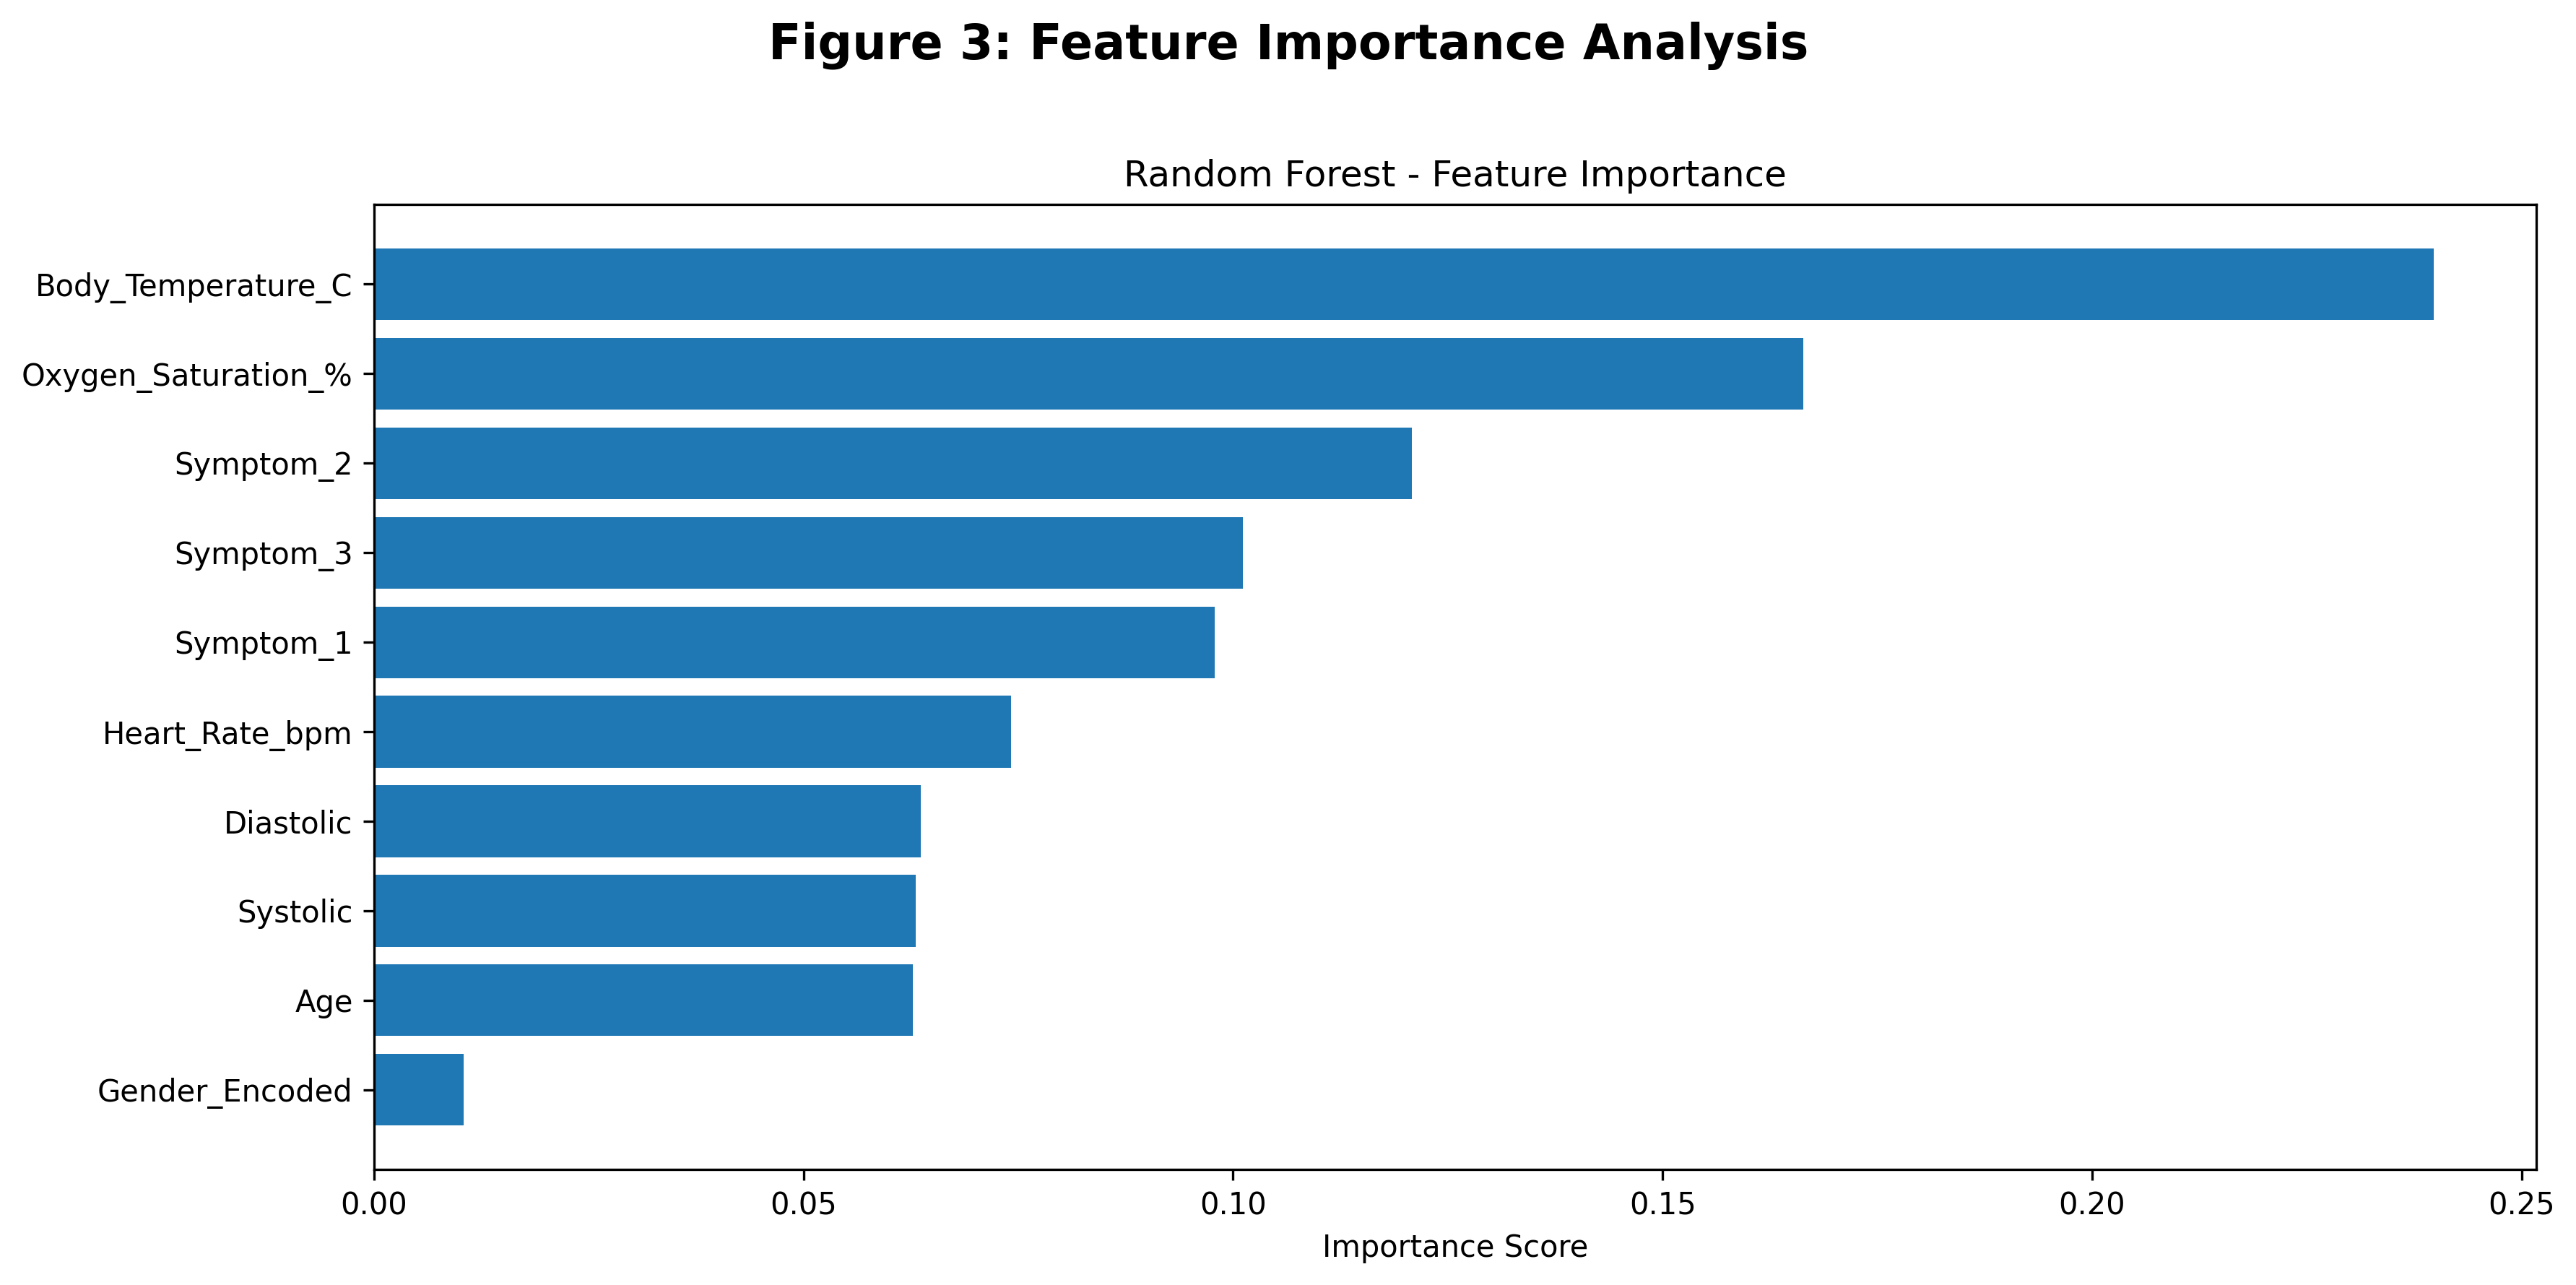 Figure 3: Feature Importance Analysis
Random Forest - Feature Importance
Body_Temperature_C
Oxygen_Saturation_%
Symptom_2
Symptom_3
Symptom_1
Heart_Rate_bpm
Diastolic
Systolic
Age
Gender_Encoded
0.00 0.05 0.10 0.15 0.20 0.25
Importance Score